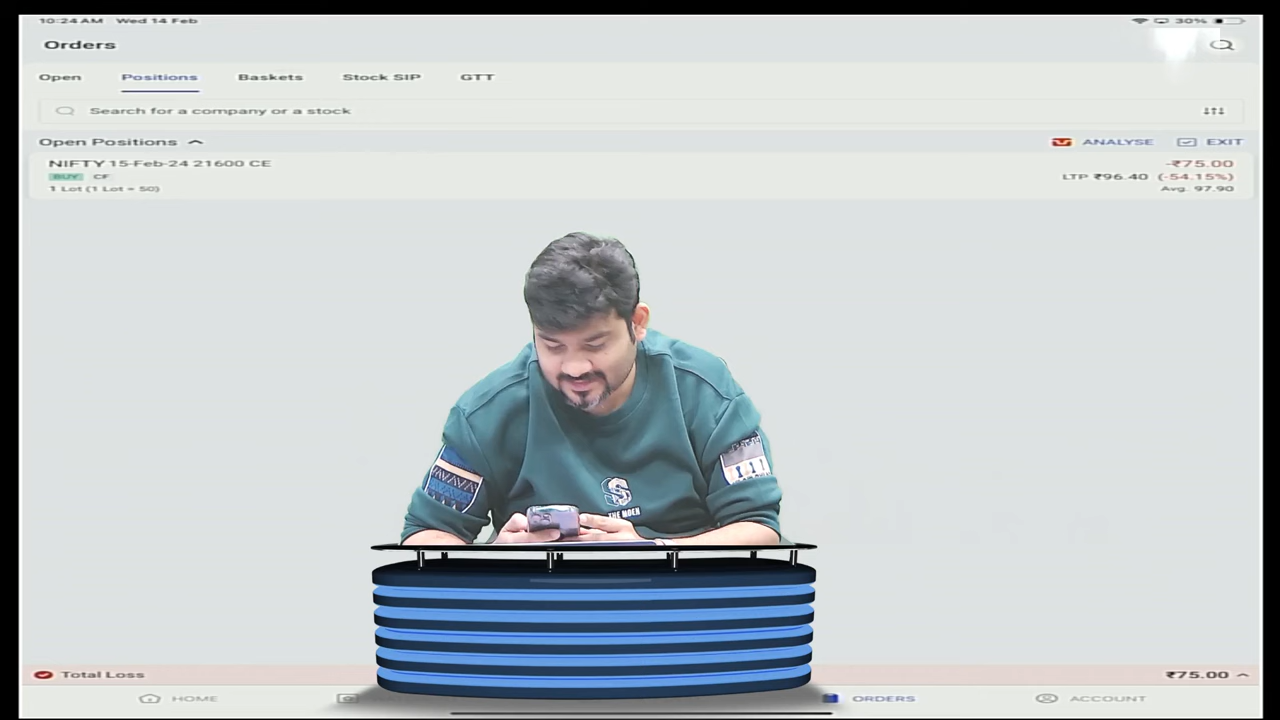 10:24 AM Wed 14 Feb 30%
Orders
Open Positions Baskets Stock SIP GTT
Search for a company or a stock
Open Positions ANALYSE EXIT
NIFTY 15-Feb-24 21600 CE -₹75.00
BUY CF LTP ₹96.40 (-54.15%)
1 Lot (1 Lot = 50) Avg. 97.90
S
THE MOEN
Total Loss ₹75.00
HOME ORDERS ACCOUNT